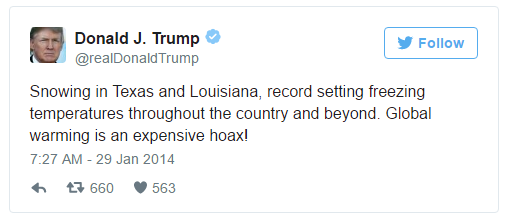 Donald J. Trump
@realDonaldTrump
Follow
Snowing in Texas and Louisiana, record setting freezing
temperatures throughout the country and beyond. Global
warming is an expensive hoax!
7:27 AM - 29 Jan 2014
660 563